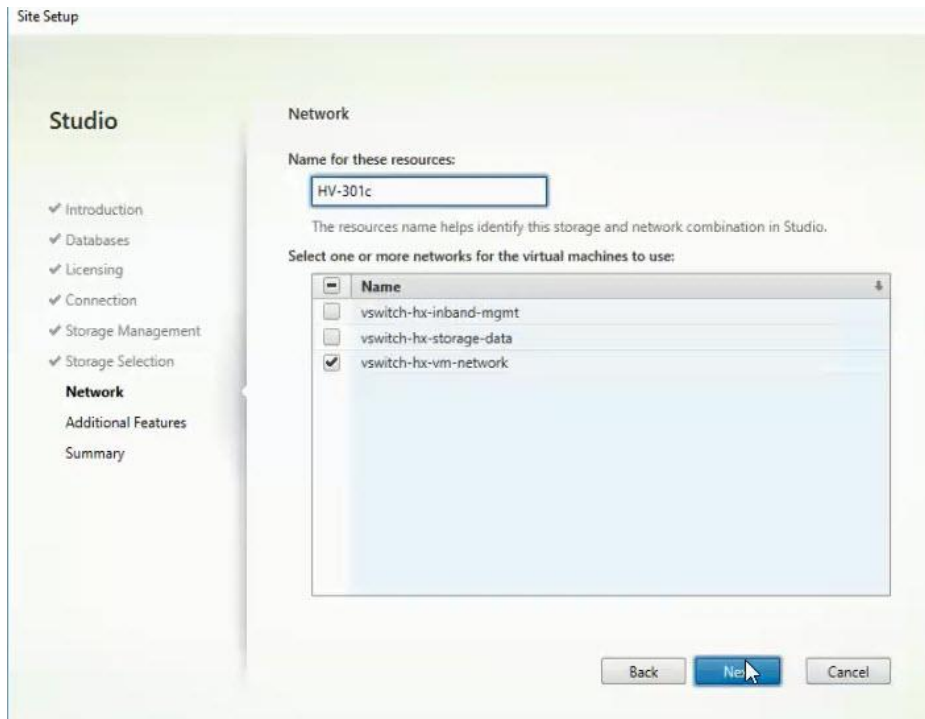 Site Setup
Studio
Introduction
Databases
Licensing
Connection
Storage Management
Storage Selection
Network
Additional Features
Summary
Network
Name for these resources:
HV-301c
The resources name helps identify this storage and network combination in Studio.
Select one or more networks for the virtual machines to use:
Name
vswitch-hx-inband-mgmt
vswitch-hx-storage-data
vswitch-hx-vm-network
Back
Cancel